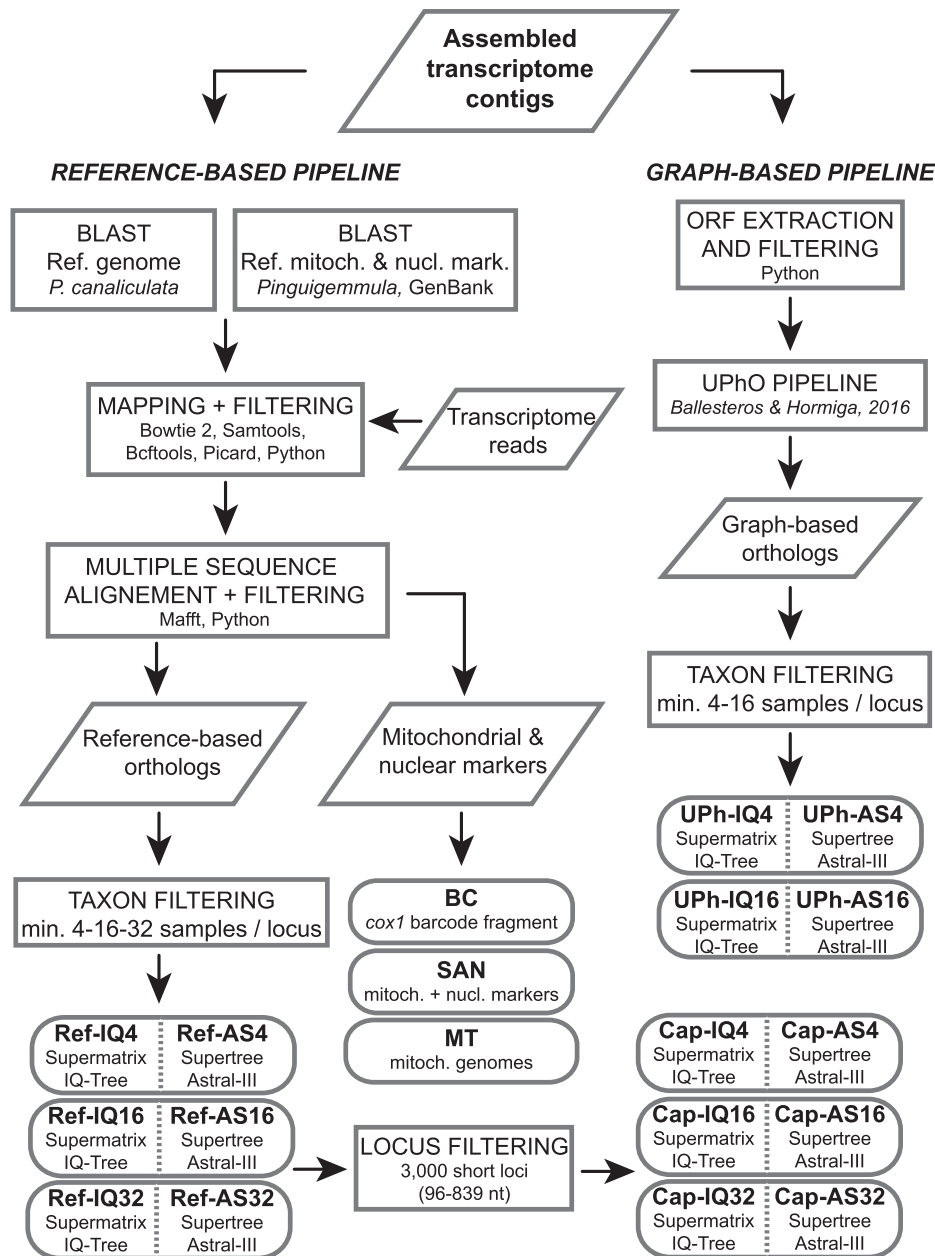 Assembled
transcriptome
contigs
REFERENCE-BASED PIPELINE
GRAPH-BASED PIPELINE
BLAST
Ref. genome
P. canaliculata
BLAST
Ref. mitoch. & nucl. mark.
Pinguigemmula, GenBank
ORF EXTRACTION
AND FILTERING
Python
MAPPING + FILTERING
Bowtie 2, Samtools,
Bcftools, Picard, Python
Transcriptome
reads
UPhO PIPELINE
Ballesteros & Hormiga, 2016
MULTIPLE SEQUENCE
ALIGNEMENT + FILTERING
Mafft, Python
Graph-based
orthologs
Reference-based
orthologs
Mitochondrial &
nuclear markers
TAXON FILTERING
min. 4-16 samples / locus
UPh-IQ4
Supermatrix
IQ-Tree
UPh-AS4
Supertree
Astral-III
UPh-IQ16
Supermatrix
IQ-Tree
UPh-AS16
Supertree
Astral-III
TAXON FILTERING
min. 4-16-32 samples / locus
BC
cox1 barcode fragment
SAN
mitoch. + nucl. markers
MT
mitoch. genomes
Ref-IQ4
Supermatrix
IQ-Tree
Ref-AS4
Supertree
Astral-III
Ref-IQ16
Supermatrix
IQ-Tree
Ref-AS16
Supertree
Astral-III
Ref-IQ32
Supermatrix
IQ-Tree
Ref-AS32
Supertree
Astral-III
LOCUS FILTERING
3,000 short loci
(96-839 nt)
Cap-IQ4
Supermatrix
IQ-Tree
Cap-AS4
Supertree
Astral-III
Cap-IQ16
Supermatrix
IQ-Tree
Cap-AS16
Supertree
Astral-III
Cap-IQ32
Supermatrix
IQ-Tree
Cap-AS32
Supertree
Astral-III